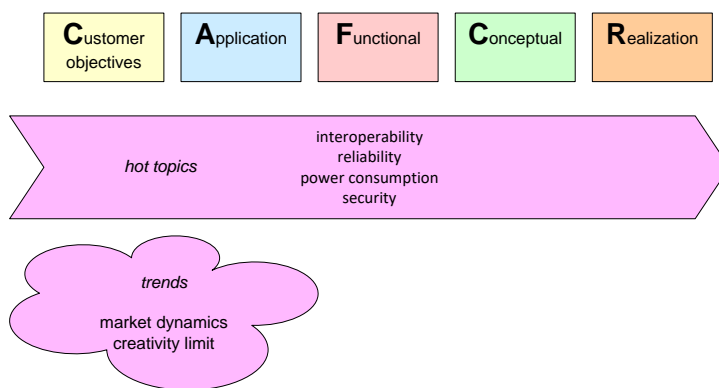 Customer
objectives
Application
Functional
Conceptual
Realization
hot topics
interoperability
reliability
power consumption
security
trends
market dynamics
creativity limit